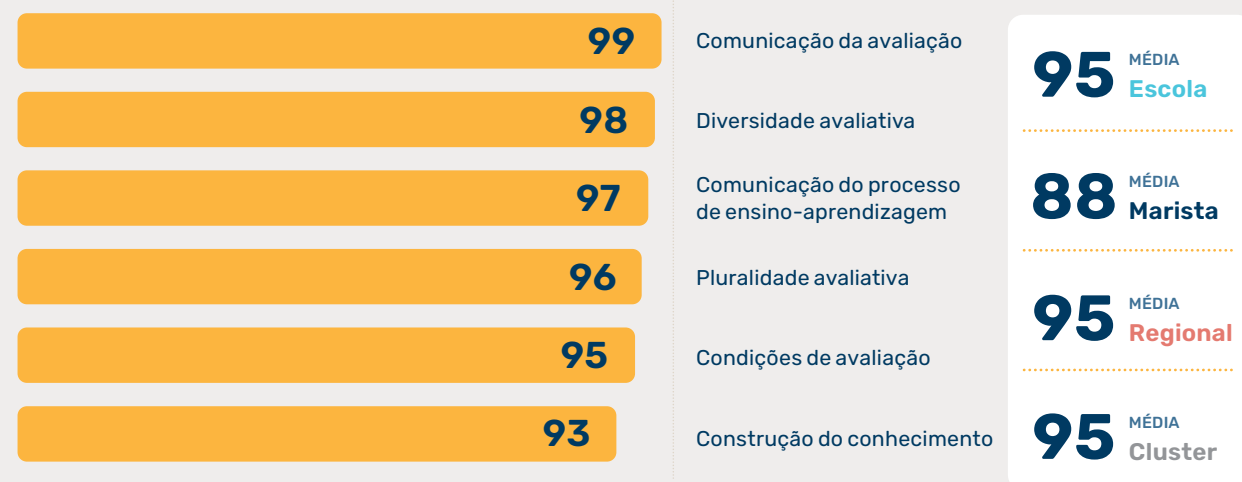 99
Comunicação da avaliação
98
Diversidade avaliativa
97
Comunicação do processo
de ensino-aprendizagem
96
Pluralidade avaliativa
95
Condições de avaliação
93
Construção do conhecimento
95
MÉDIA
Escola
88
MÉDIA
Marista
95
MÉDIA
Regional
95
MÉDIA
Cluster